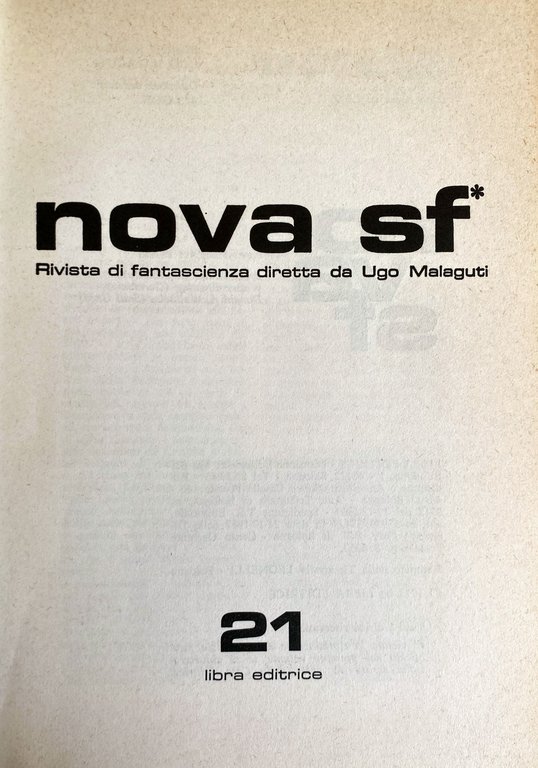 nova sf*
Rivista di fantascienza diretta da Ugo Malaguti
21
libra editrice